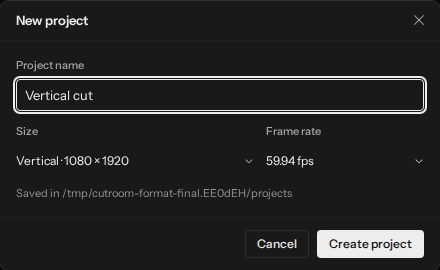 New project
Project name
Vertical cut
Size
Frame rate
Vertical · 1080 × 1920
59.94 fps
Saved in /tmp/cutroom-format-final.EE0dEH/projects
Cancel
Create project